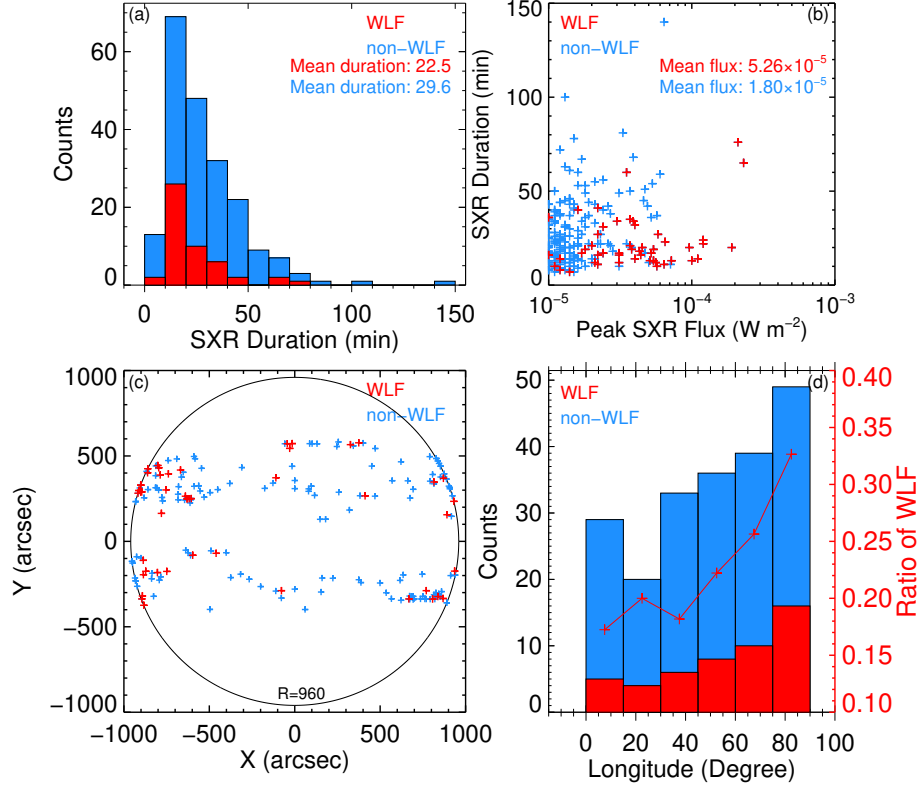 (a)
WLF
non-WLF
Mean duration: 22.5
Mean duration: 29.6
60
40
20
0
Counts
0 50 100 150
SXR Duration (min)
(b)
WLF
non-WLF
Mean flux: 5.26×10⁻⁵
Mean flux: 1.80×10⁻⁵
150
100
50
0
SXR Duration (min)
10⁻⁵ 10⁻⁴ 10⁻³
Peak SXR Flux (W m⁻²)
(c)
WLF
non-WLF
1000
500
0
−500
−1000
Y (arcsec)
R=960
−1000 −500 0 500 1000
X (arcsec)
(d)
WLF
non-WLF
50
40
30
20
10
0
Counts
0.40
0.35
0.30
0.25
0.20
0.15
0.10
Ratio of WLF
0 20 40 60 80 100
Longitude (Degree)